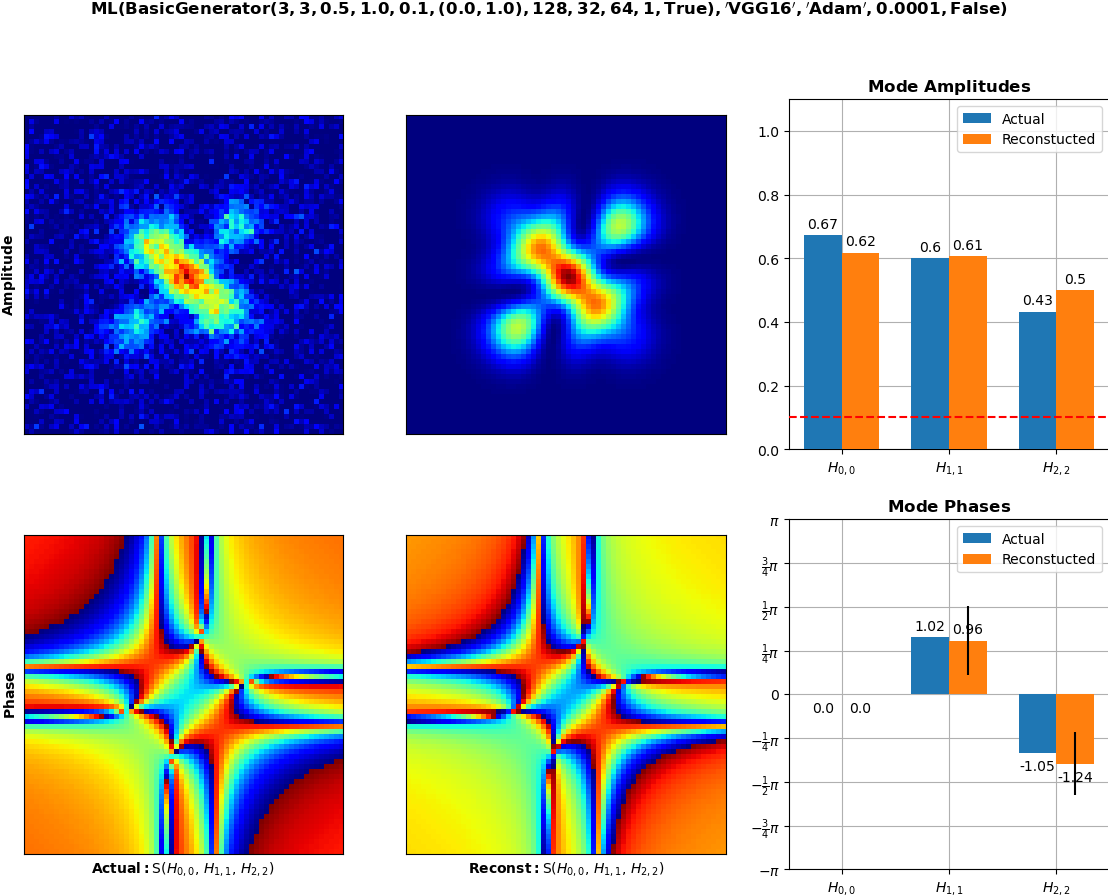 ML(BasicGenerator(3, 3, 0.5, 1.0, 0.1, (0.0, 1.0), 128, 32, 64, 1, True), 'VGG16', 'Adam', 0.0001, False)
Amplitude
Mode Amplitudes
Actual
Reconstucted
1.0
0.8
0.6
0.4
0.2
0.0
0.67
0.62
0.6
0.61
0.43
0.5
H0,0
H1,1
H2,2
Phase
Actual: S(H0,0, H1,1, H2,2)
Reconst: S(H0,0, H1,1, H2,2)
Mode Phases
Actual
Reconstucted
π
3/4π
1/2π
1/4π
0
−1/4π
−1/2π
−3/4π
−π
0.0
0.0
1.02
0.96
-1.05
-1.24
H0,0
H1,1
H2,2